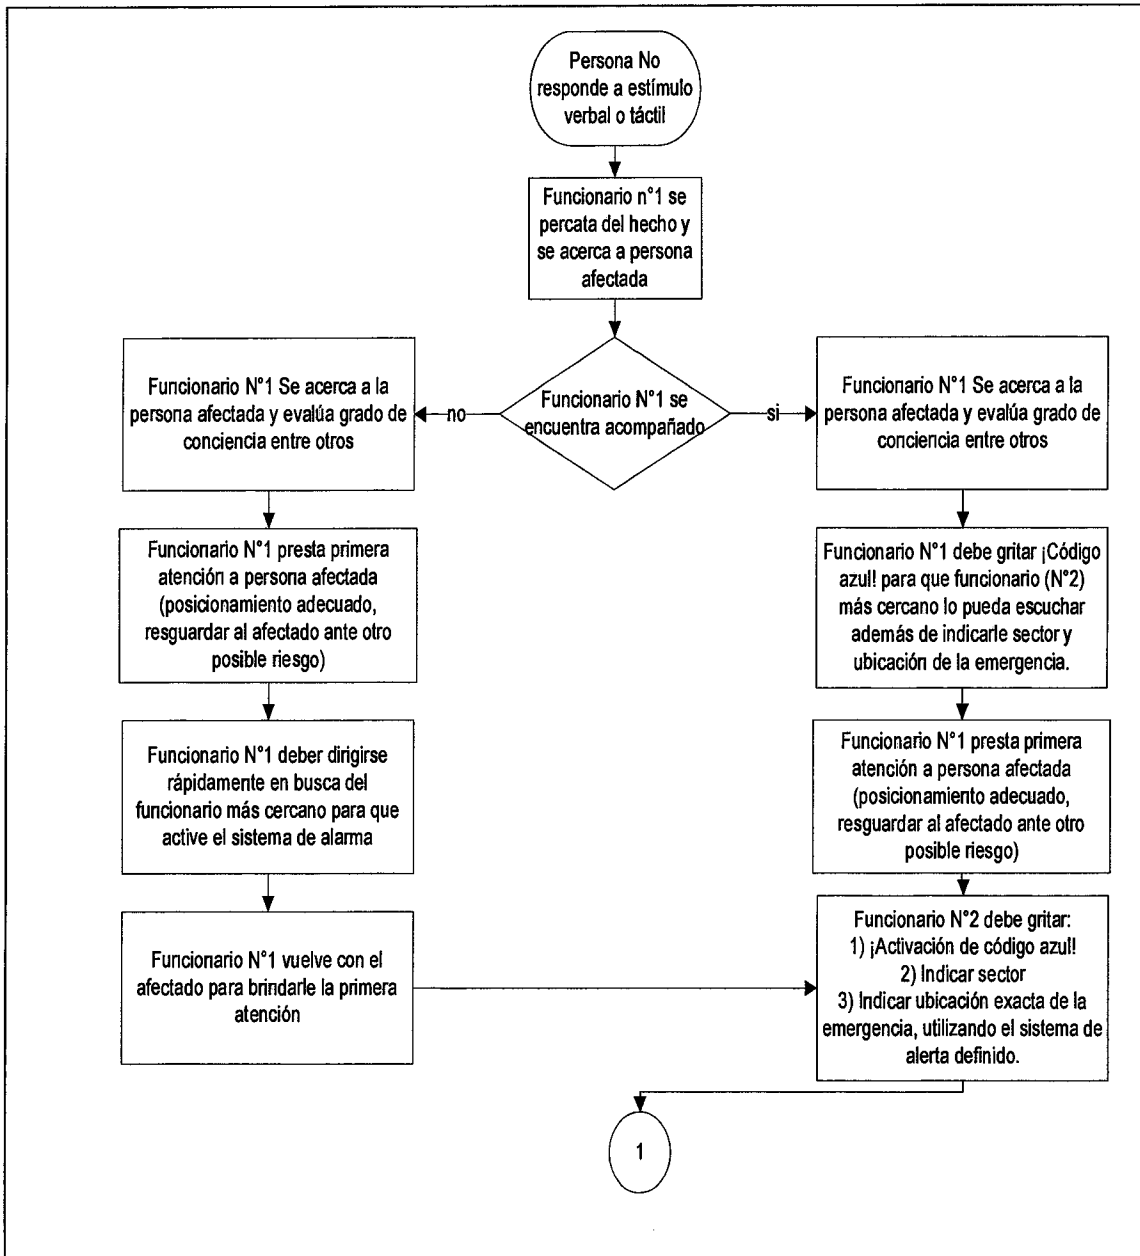 Persona No
responde a estímulo
verbal o táctil
Funcionario n°1 se
percata del hecho y
se acerca a persona
afectada
Funcionario N°1 se
encuentra acompañado
no
si
Funcionario N°1 Se acerca a la
persona afectada y evalúa grado de
conciencia entre otros
Funcionario N°1 presta primera
atención a persona afectada
(posicionamiento adecuado,
resguardar al afectado ante otro
posible riesgo)
Funcionario N°1 deber dirigirse
rápidamente en busca del
funcionario más cercano para que
active el sistema de alarma
Funcionario N°1 vuelve con el
afectado para brindarle la primera
atención
Funcionario N°1 Se acerca a la
persona afectada y evalúa grado de
conciencia entre otros
Funcionario N°1 debe gritar ¡Código
azul! para que funcionario (N°2)
más cercano lo pueda escuchar
además de indicarle sector y
ubicación de la emergencia.
Funcionario N°1 presta primera
atención a persona afectada
(posicionamiento adecuado,
resguardar al afectado ante otro
posible riesgo)
Funcionario N°2 debe gritar:
1) ¡Activación de código azul!
2) Indicar sector
3) Indicar ubicación exacta de la
emergencia, utilizando el sistema de
alerta definido.
1